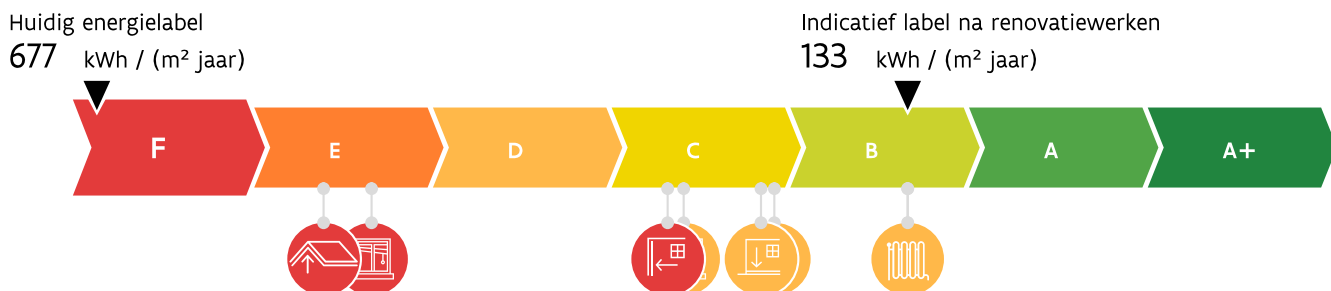 Huidig energielabel
677 kWh / (m² jaar)
Indicatief label na renovatiewerken
133 kWh / (m² jaar)
F E D C B A A+